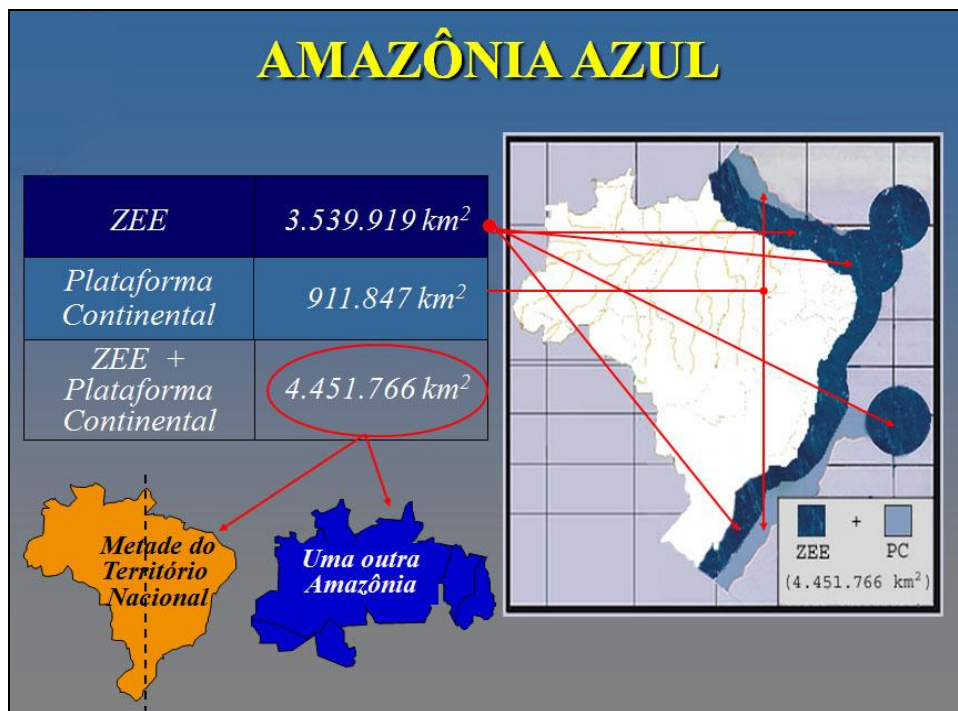 AMAZÔNIA AZUL
ZEE
3.539.919 km²
Plataforma
Continental
911.847 km²
ZEE +
Plataforma
Continental
4.451.766 km²
Metade do
Território
Nacional
Uma outra
Amazônia
ZEE + PC
(4.451.766 km²)